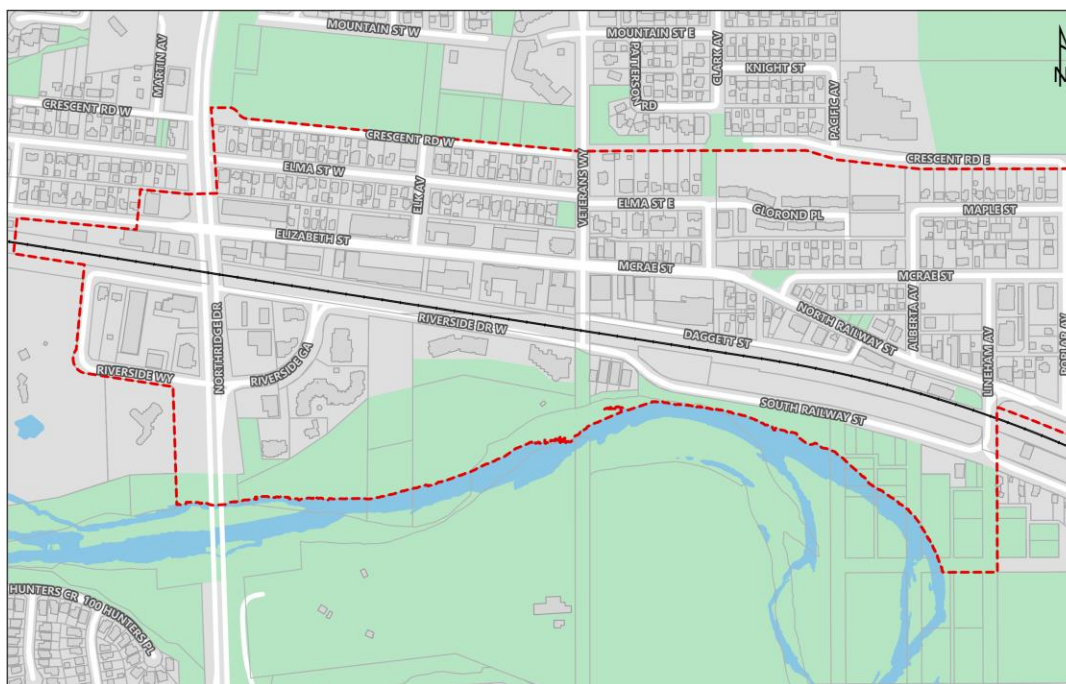 MOUNTAIN ST W
MOUNTAIN ST E
MARTIN AV
PATTERSON
RD
CLARK AV
KNIGHT ST
N
CRESCENT RD W
CRESCENT RD W
PACIFIC AV
CRESCENT RD E
ELMA ST W
ELK AV
VETERANS WY
ELMA ST E
GLOROND PL
MAPLE ST
ELIZABETH ST
MCRAE ST
MCRAE ST
NORTH RAILWAY ST
ALBERTA AV
LINEHAM AV
POPLAR AV
RIVERSIDE DR W
DAGGETT ST
RIVERSIDE WY
NORTHRIDGE DR
RIVERSIDE GA
SOUTH RAILWAY ST
HUNTERS CR
100 HUNTERS PL